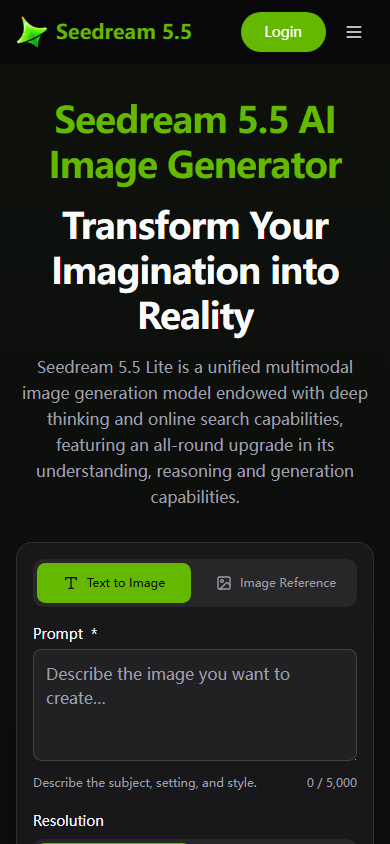 Seedream 5.5
Login
Seedream 5.5 AI
Image Generator
Transform Your
Imagination into
Reality
Seedream 5.5 Lite is a unified multimodal
image generation model endowed with deep
thinking and online search capabilities,
featuring an all-round upgrade in its
understanding, reasoning and generation
capabilities.
Text to Image
Image Reference
Prompt *
Describe the image you want to
create...
Describe the subject, setting, and style.
0 / 5,000
Resolution